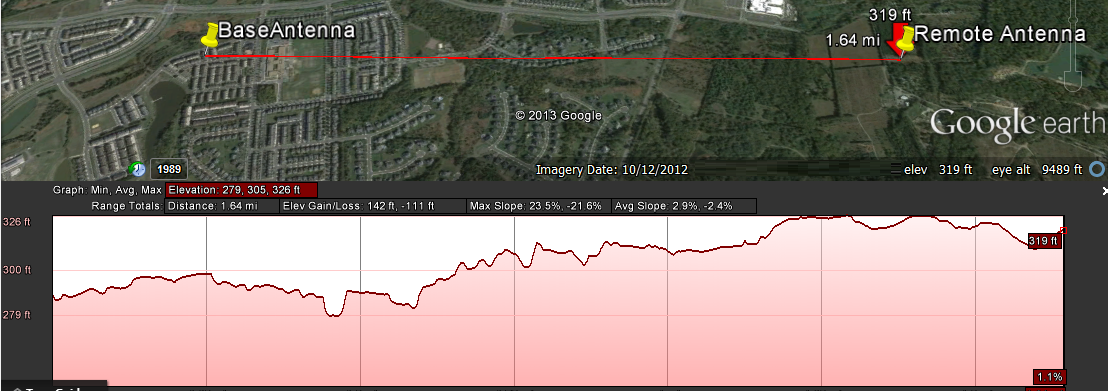 319 ft
BaseAntenna
1.64 mi
Remote Antenna
© 2013 Google
Google earth
1989
Imagery Date: 10/12/2012
elev 319 ft eye alt 9489 ft
Graph: Min, Avg, Max Elevation: 279, 305, 326 ft
Range Totals: Distance: 1.64 mi Elev Gain/Loss: 142 ft, -111 ft Max Slope: 23.5%, -21.6% Avg Slope: 2.9%, -2.4%
326 ft
319 ft
300 ft
279 ft
1.1%